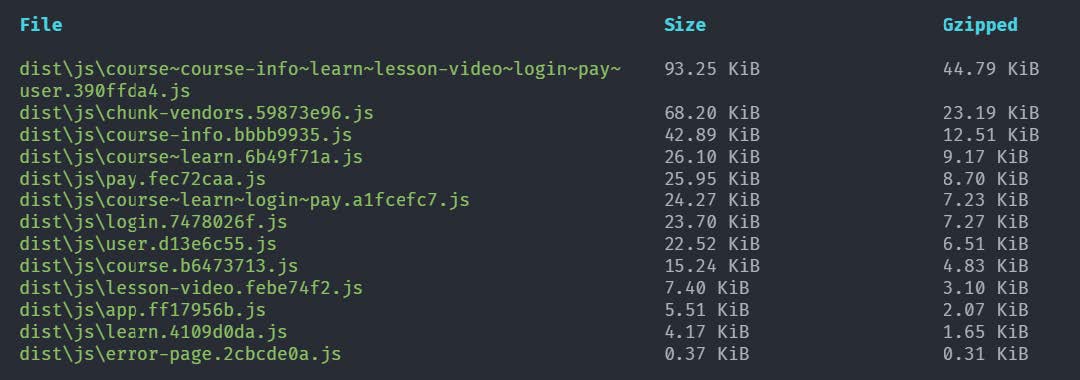 File Size Gzipped
dist\js\course~course-info~learn~lesson-video~login~pay~ 93.25 KiB 44.79 KiB
user.390ffda4.js
dist\js\chunk-vendors.59873e96.js 68.20 KiB 23.19 KiB
dist\js\course-info.bbbb9935.js 42.89 KiB 12.51 KiB
dist\js\course~learn.6b49f71a.js 26.10 KiB 9.17 KiB
dist\js\pay.fec72caa.js 25.95 KiB 8.70 KiB
dist\js\course~learn~login~pay.a1fcefc7.js 24.27 KiB 7.23 KiB
dist\js\login.7478026f.js 23.70 KiB 7.27 KiB
dist\js\user.d13e6c55.js 22.52 KiB 6.51 KiB
dist\js\course.b6473713.js 15.24 KiB 4.83 KiB
dist\js\lesson-video.febe74f2.js 7.40 KiB 3.10 KiB
dist\js\app.ff17956b.js 5.51 KiB 2.07 KiB
dist\js\learn.4109d0da.js 4.17 KiB 1.65 KiB
dist\js\error-page.2cbcde0a.js 0.37 KiB 0.31 KiB